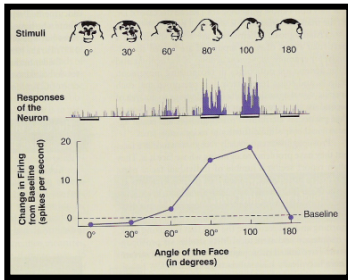 Stimuli
0° 30° 60° 80° 100 180
Responses
of the
Neuron
Change in Firing
from Baseline
(spikes per second)
20
10
0
Baseline
0° 30° 60° 80° 100 180
Angle of the Face
(in degrees)